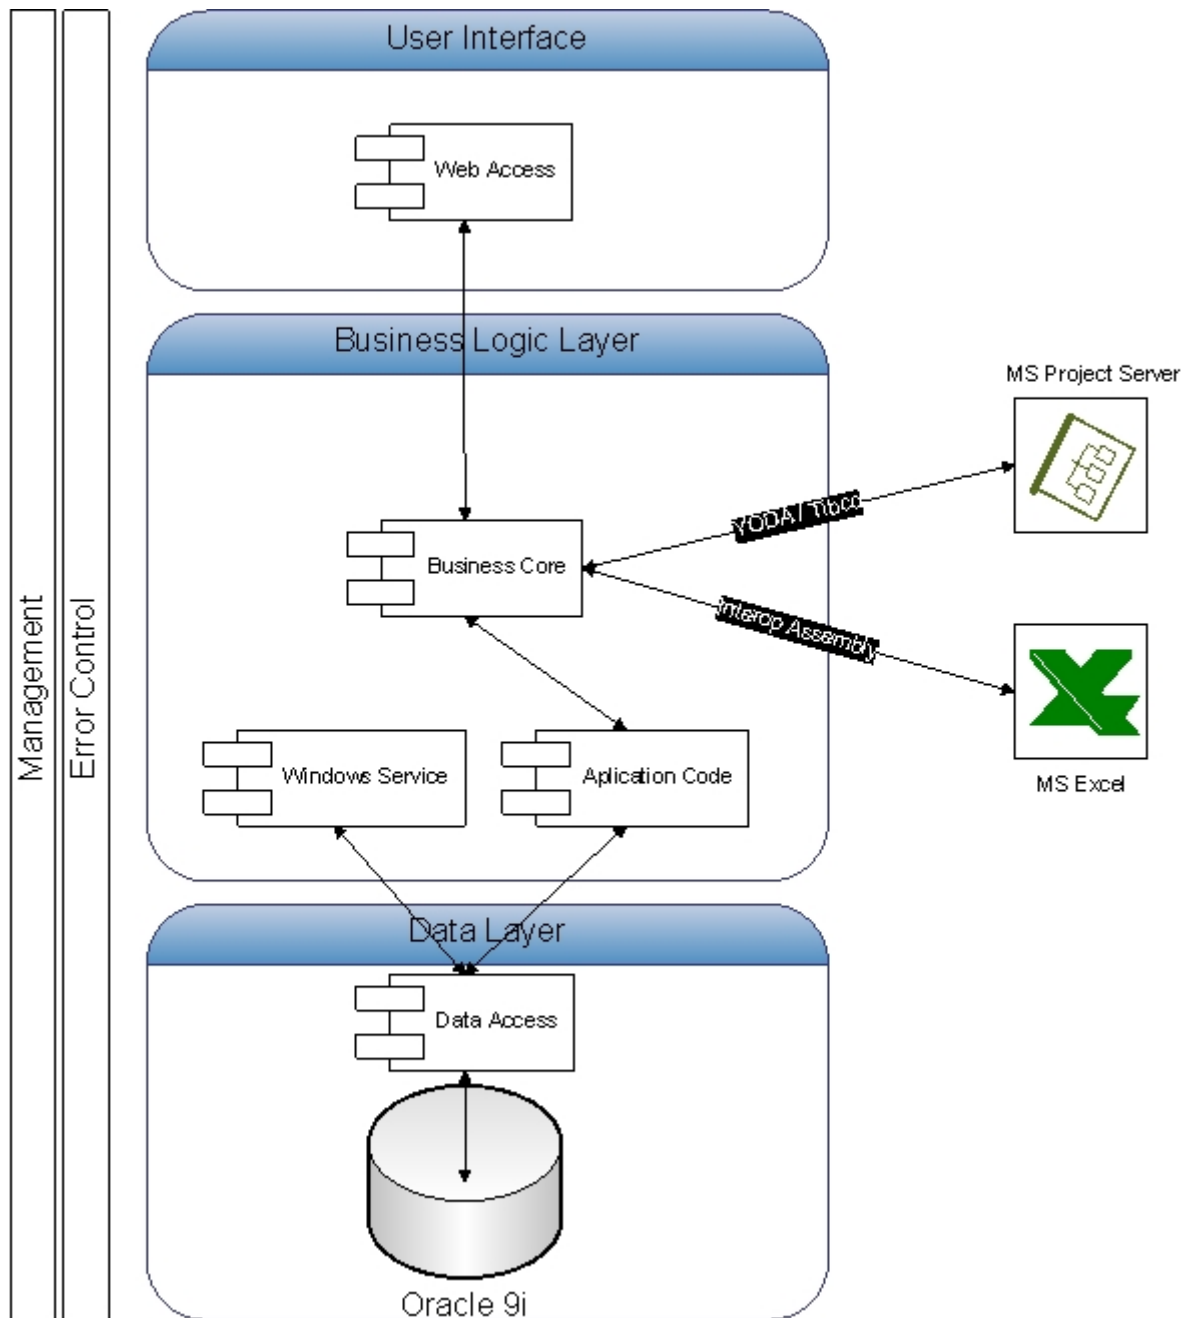 User Interface
Web Access
Business Logic Layer
MS Project Server
YODA / Tibco
Business Core
Interop Assembly
Management
Error Control
Windows Service
Aplication Code
MS Excel
Data Layer
Data Access
Oracle 9i